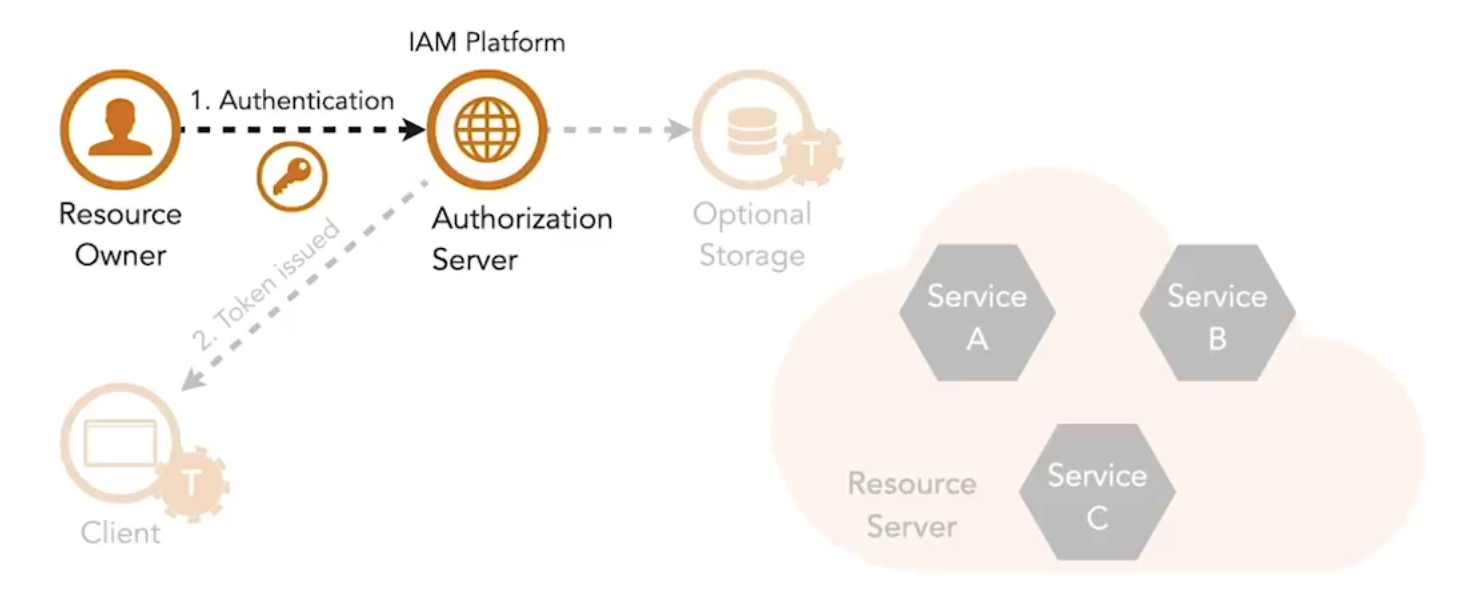 IAM Platform
1. Authentication
Resource
Owner
Authorization
Server
T
Optional
Storage
2. Token issued
T
Client
Service
A
Service
B
Service
C
Resource
Server